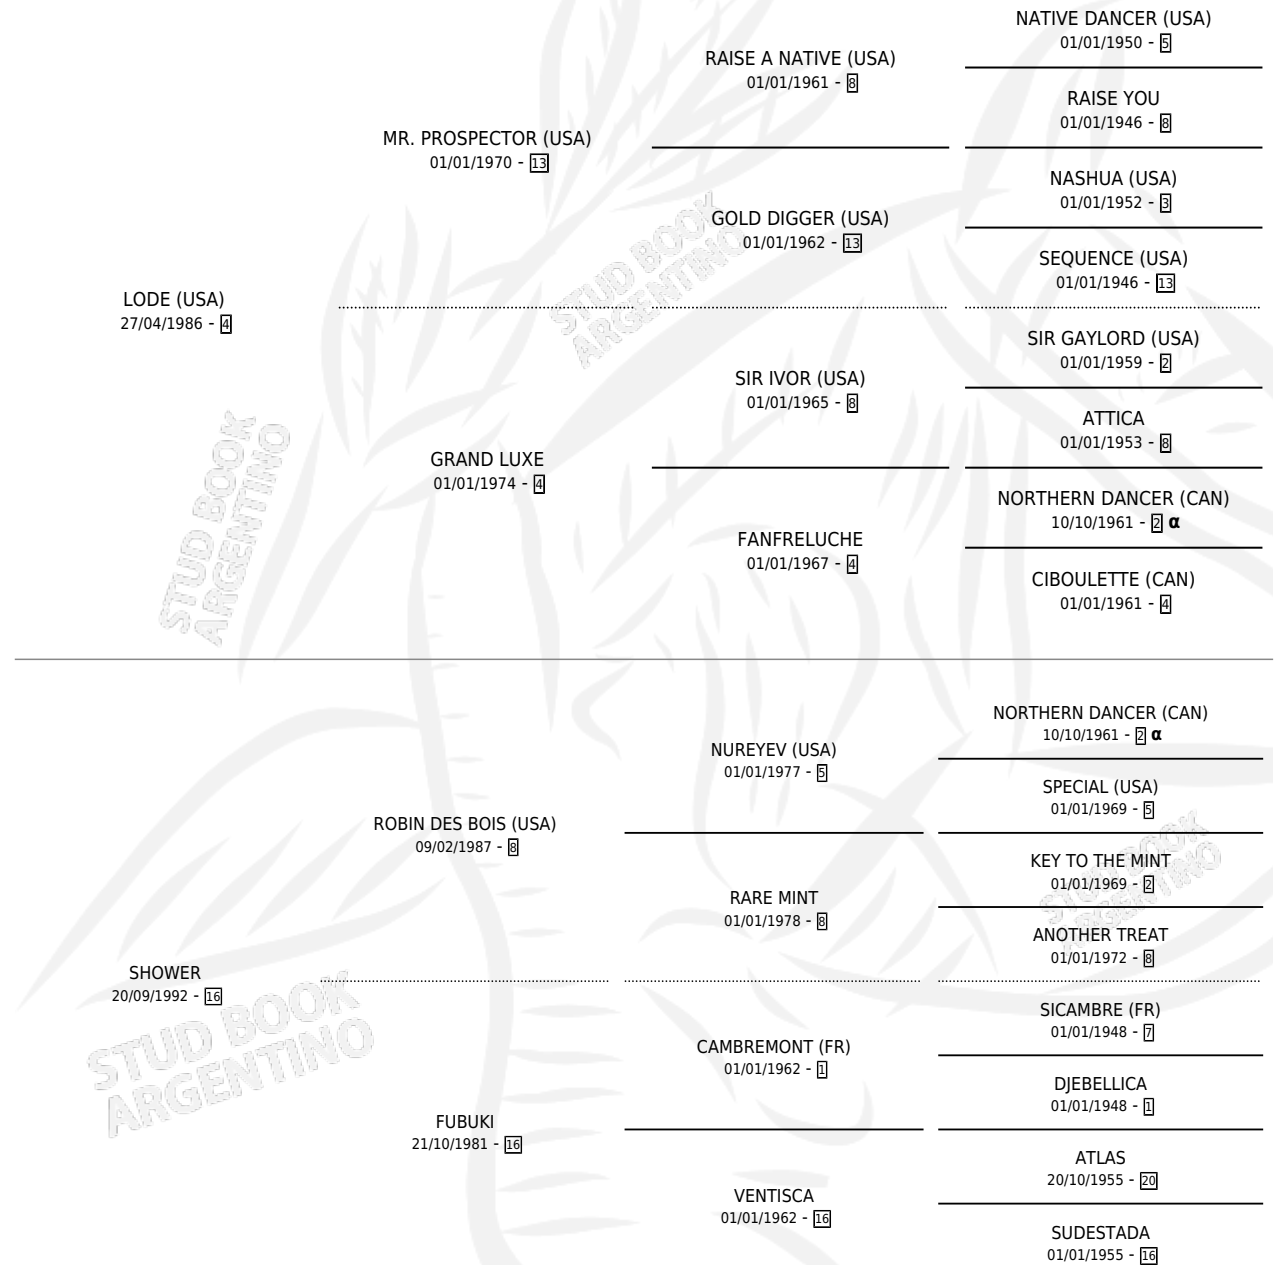 NATIVE DANCER (USA)
01/01/1950 - 5
RAISE A NATIVE (USA)
01/01/1961 - 8
RAISE YOU
01/01/1946 - 8
MR. PROSPECTOR (USA)
01/01/1970 - 13
NASHUA (USA)
01/01/1952 - 3
GOLD DIGGER (USA)
01/01/1962 - 13
SEQUENCE (USA)
01/01/1946 - 13
LODE (USA)
27/04/1986 - 4
SIR GAYLORD (USA)
01/01/1959 - 2
SIR IVOR (USA)
01/01/1965 - 8
ATTICA
01/01/1953 - 8
GRAND LUXE
01/01/1974 - 4
NORTHERN DANCER (CAN)
10/10/1961 - 2 α
FANFRELUCHE
01/01/1967 - 4
CIBOULETTE (CAN)
01/01/1961 - 4
NORTHERN DANCER (CAN)
10/10/1961 - 2 α
NUREYEV (USA)
01/01/1977 - 5
SPECIAL (USA)
01/01/1969 - 5
ROBIN DES BOIS (USA)
09/02/1987 - 8
KEY TO THE MINT
01/01/1969 - 2
RARE MINT
01/01/1978 - 8
ANOTHER TREAT
01/01/1972 - 8
SHOWER
20/09/1992 - 16
SICAMBRE (FR)
01/01/1948 - 7
CAMBREMONT (FR)
01/01/1962 - 1
DJEBELLICA
01/01/1948 - 1
FUBUKI
21/10/1981 - 16
ATLAS
20/10/1955 - 20
VENTISCA
01/01/1962 - 16
SUDESTADA
01/01/1955 - 16
STUD BOOK
ARGENTINO
STUD BOOK
ARGENTINO
STUD BOOK
ARGENTINO
STUD BOOK
ARGENTINO